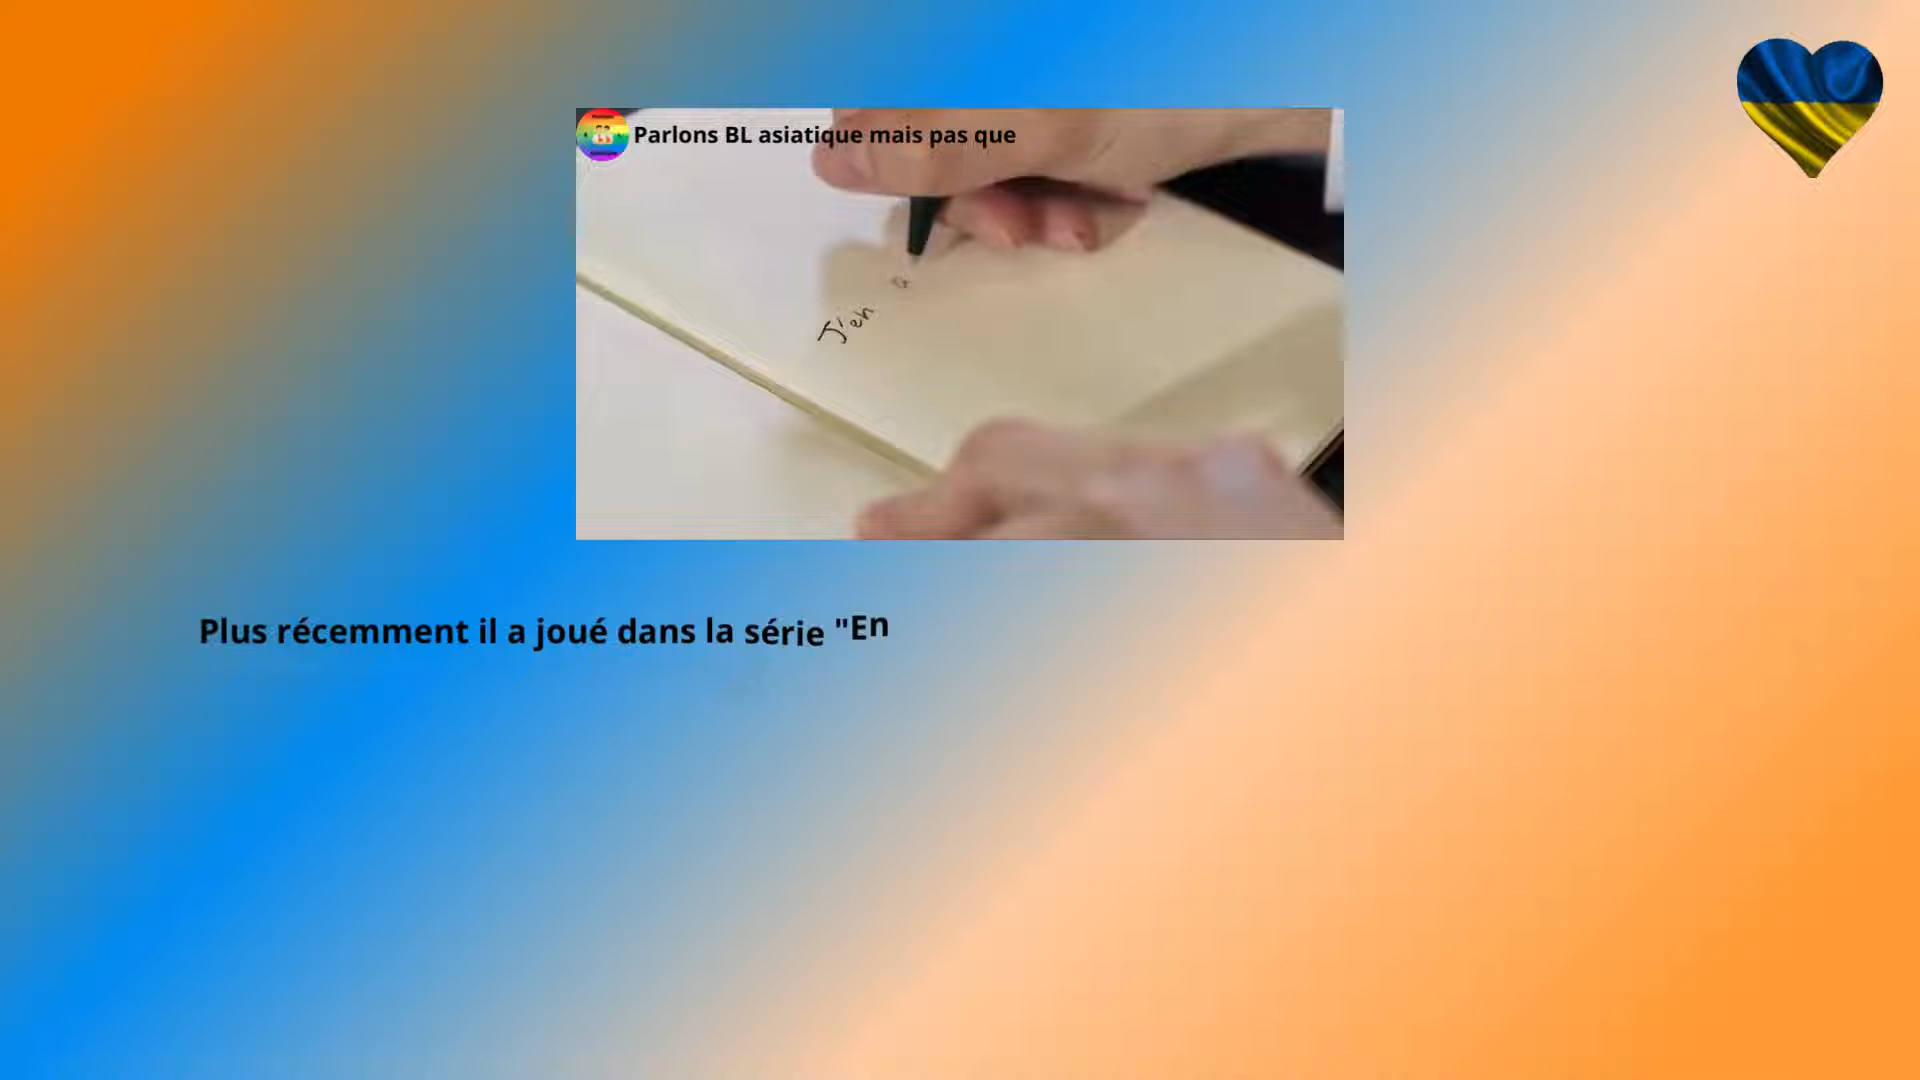 Parlons BL asiatique mais pas que
J'en a
Plus récemment il a joué dans la série "En